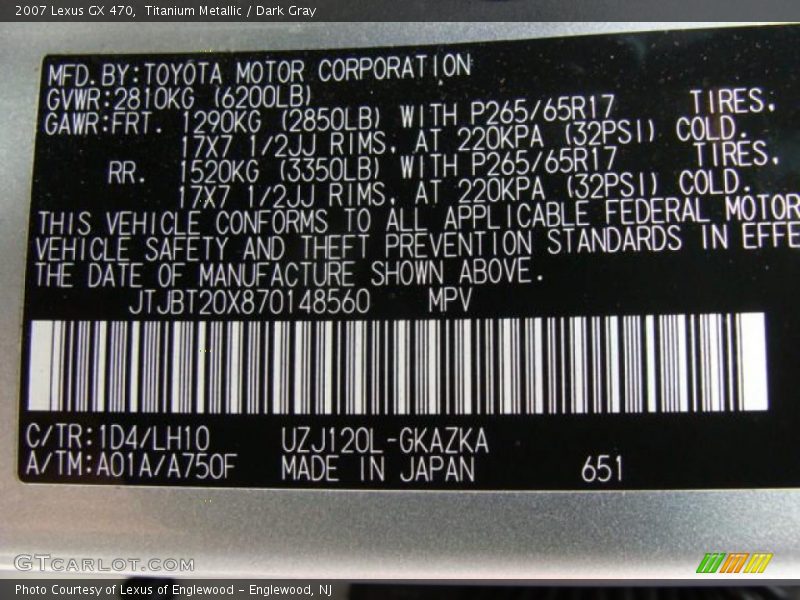 2007 Lexus GX 470, Titanium Metallic / Dark Gray
MFD.BY:TOYOTA MOTOR CORPORATION
GVWR:2810KG (6200LB)
GAWR:FRT. 1290KG (2850LB) WITH P265/65R17 TIRES,
17X7 1/2JJ RIMS, AT 220KPA (32PSI) COLD.
RR. 1520KG (3350LB) WITH P265/65R17 TIRES,
17X7 1/2JJ RIMS, AT 220KPA (32PSI) COLD.
THIS VEHICLE CONFORMS TO ALL APPLICABLE FEDERAL MOTOR
VEHICLE SAFETY AND THEFT PREVENTION STANDARDS IN EFFE
THE DATE OF MANUFACTURE SHOWN ABOVE.
JTJBT20X870148560 MPV
C/TR:1D4/LH10 UZJ120L-GKAZKA
A/TM:A01A/A750F MADE IN JAPAN 651
GTCARLOT.COM
Photo Courtesy of Lexus of Englewood - Englewood, NJ